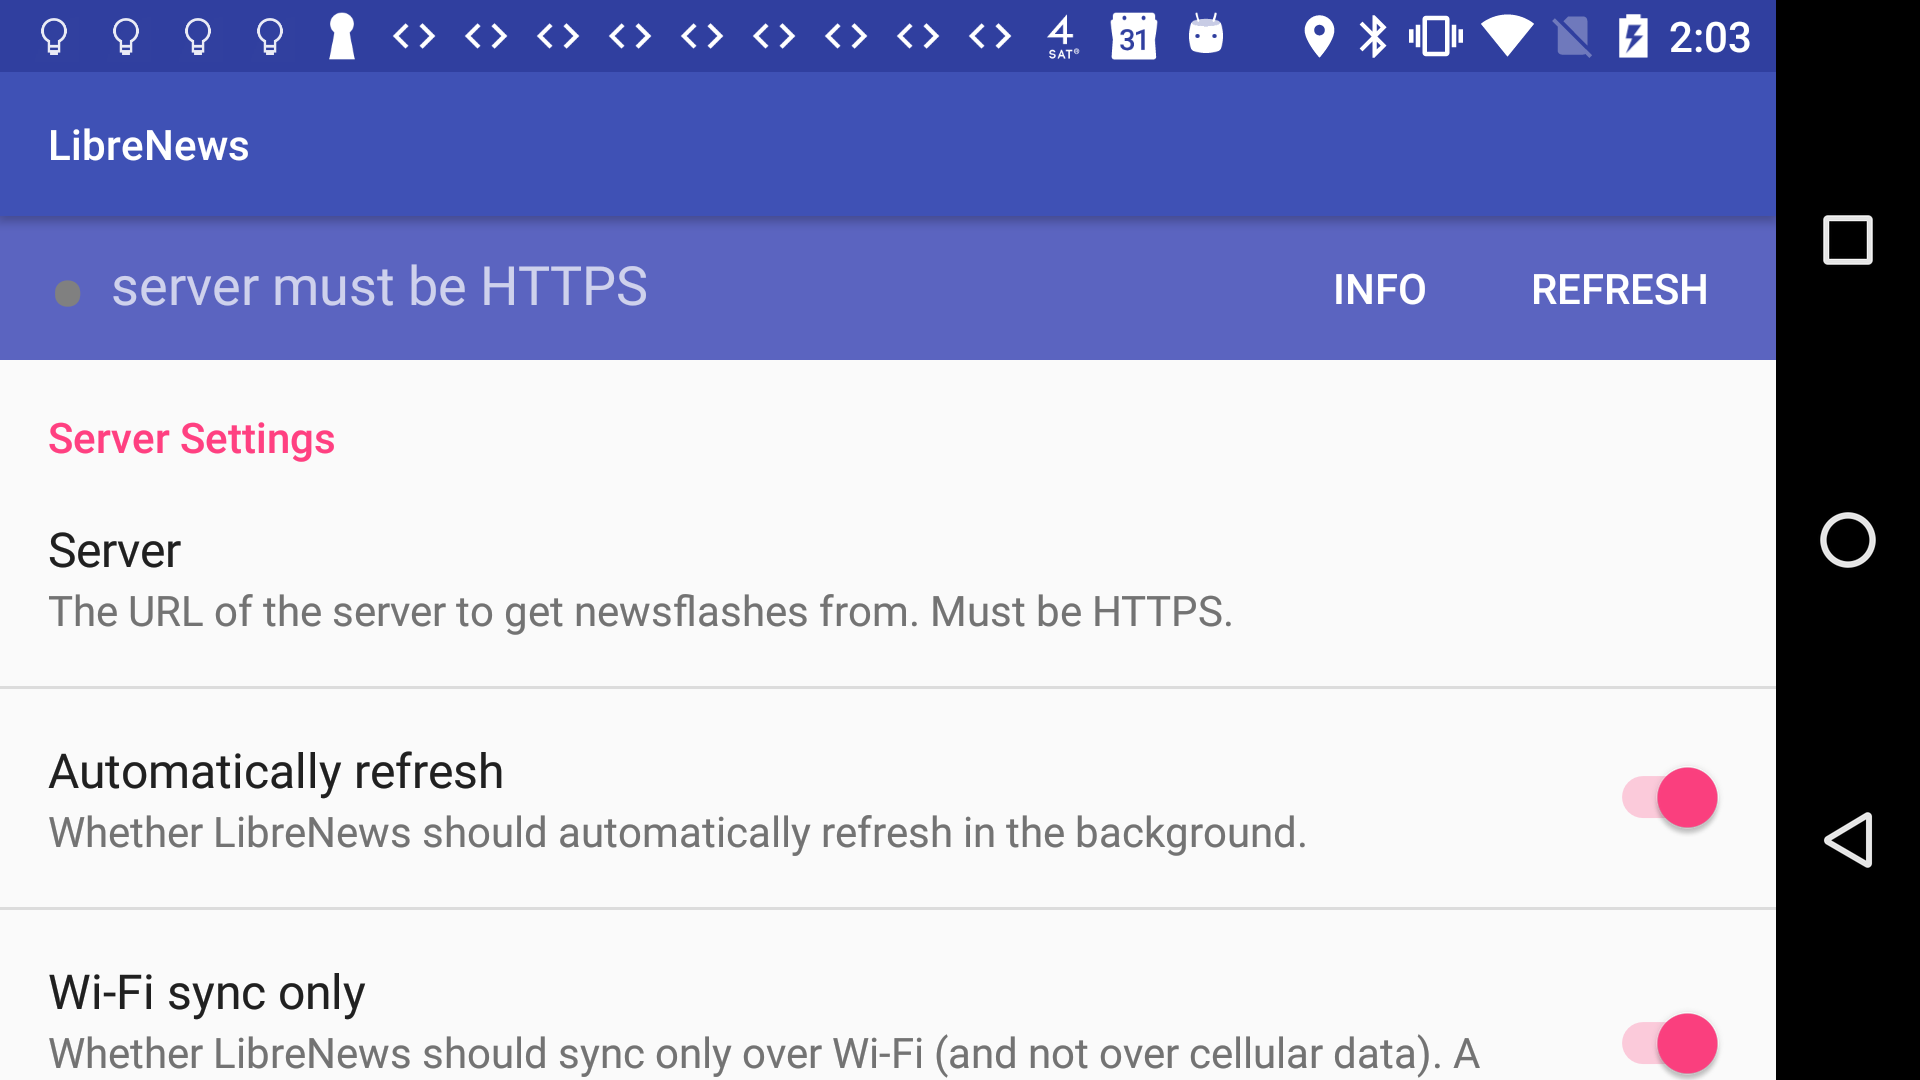 4
SAT®
31
2:03
LibreNews
server must be HTTPS
INFO
REFRESH
Server Settings
Server
The URL of the server to get newsflashes from. Must be HTTPS.
Automatically refresh
Whether LibreNews should automatically refresh in the background.
Wi-Fi sync only
Whether LibreNews should sync only over Wi-Fi (and not over cellular data). A